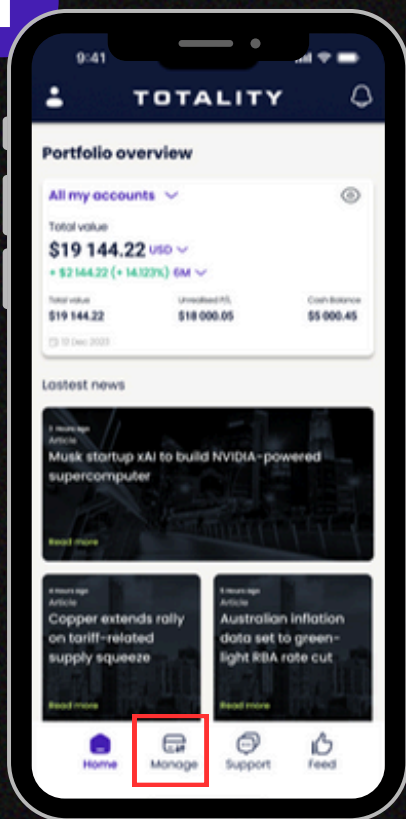 9:41
TOTALITY
Portfolio overview
All my accounts
Total value
$19 144.22 USD
+ $2 144.22 (+ 14.123%) 6M
Total value Unrealised P/L Cash Balance
$19 144.22 $18 000.05 $5 000.45
12 Dec 2023
Lastest news
Article
Musk startup xAI to build NVIDIA-powered
supercomputer
Read more
4 Hours ago
Article
Copper extends rally
on tariff-related
supply squeeze
Read more
5 Hours ago
Article
Australian inflation
data set to green-
light RBA rate cut
Read more
Home Manage Support Feed